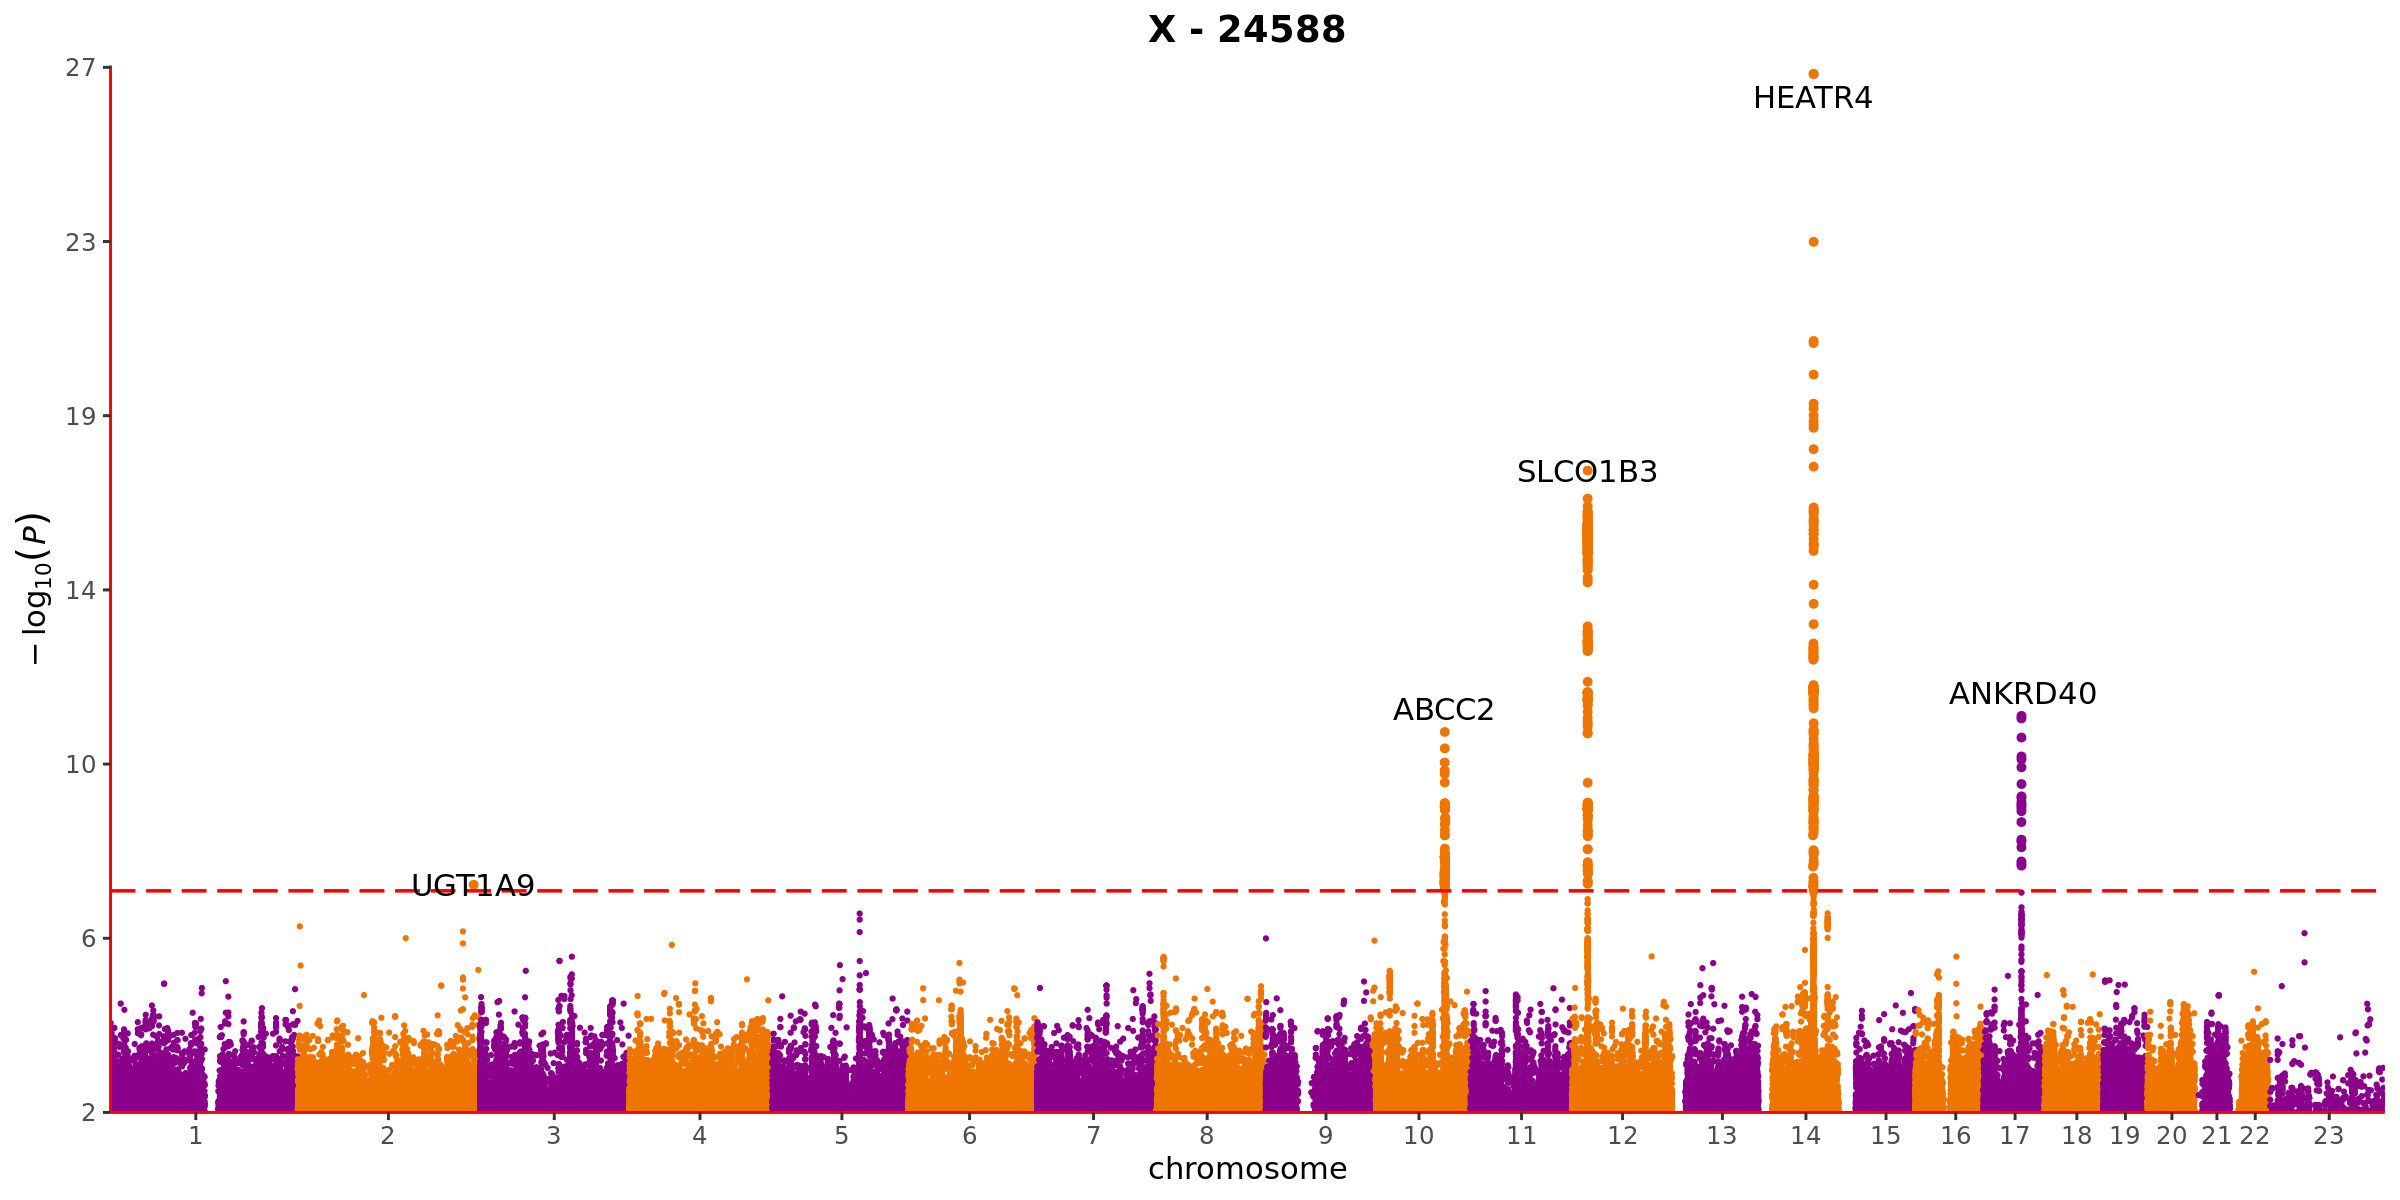 X - 24588
27
HEATR4
23
19
SLCO1B3
− log10(P)
14
ANKRD40
ABCC2
10
UGT1A9
6
2
1 2 3 4 5 6 7 8 9 10 11 12 13 14 15 16 17 18 19 20 21 22 23
chromosome